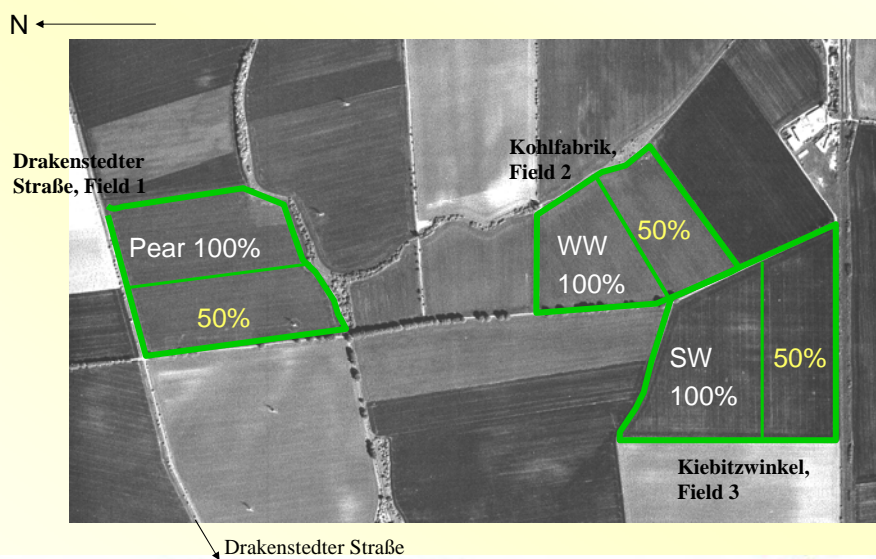 N
Drakenstedter
Straße, Field 1
Kohlfabrik,
Field 2
Pear 100%
50%
WW
100%
50%
SW
100%
50%
Kiebitzwinkel,
Field 3
Drakenstedter Straße